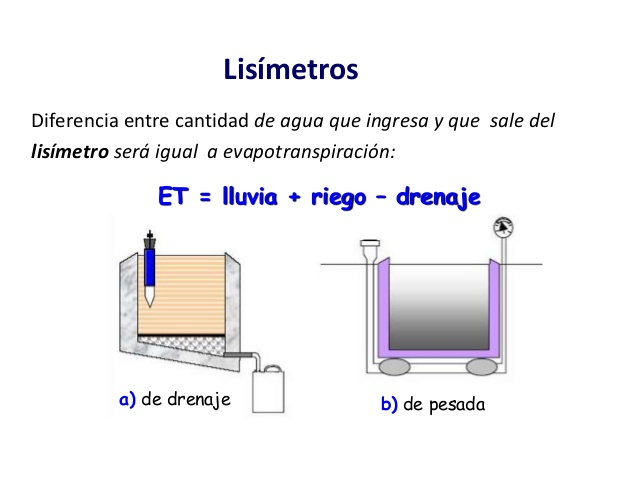 Lisímetros
Diferencia entre cantidad de agua que ingresa y que sale del
lisímetro será igual a evapotranspiración:
ET = lluvia + riego – drenaje
a) de drenaje
b) de pesada